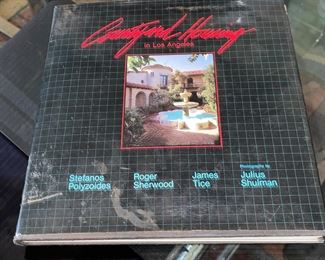 Courtyard Housing
in Los Angeles
Stefanos Polyzoides
Roger Sherwood
James Tice
Photographs by
Julius Shulman